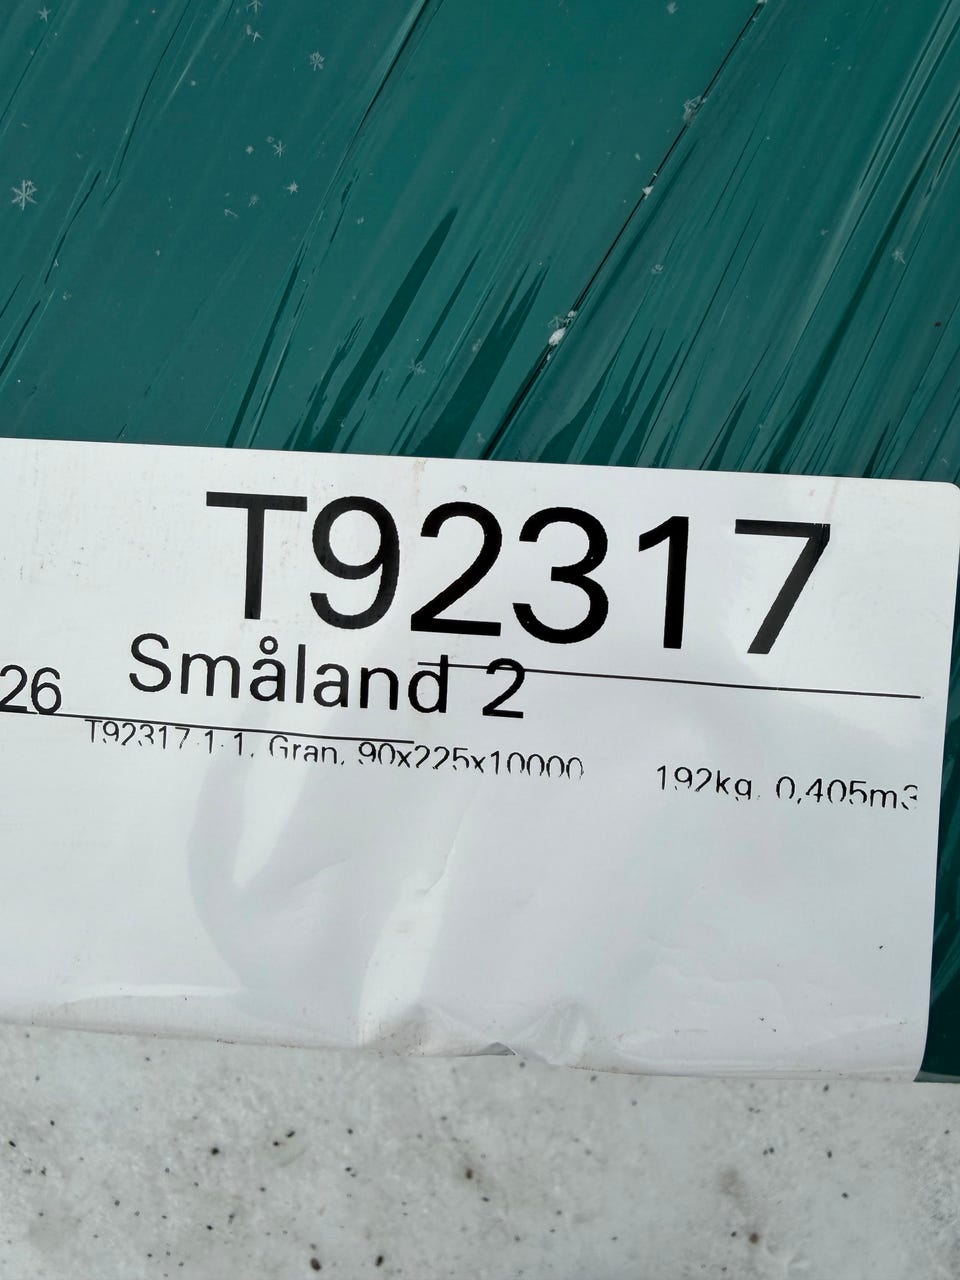 T92317
26 Småland 2
T92317-1-1, Gran, 90x225x10000 192kg, 0,405m3